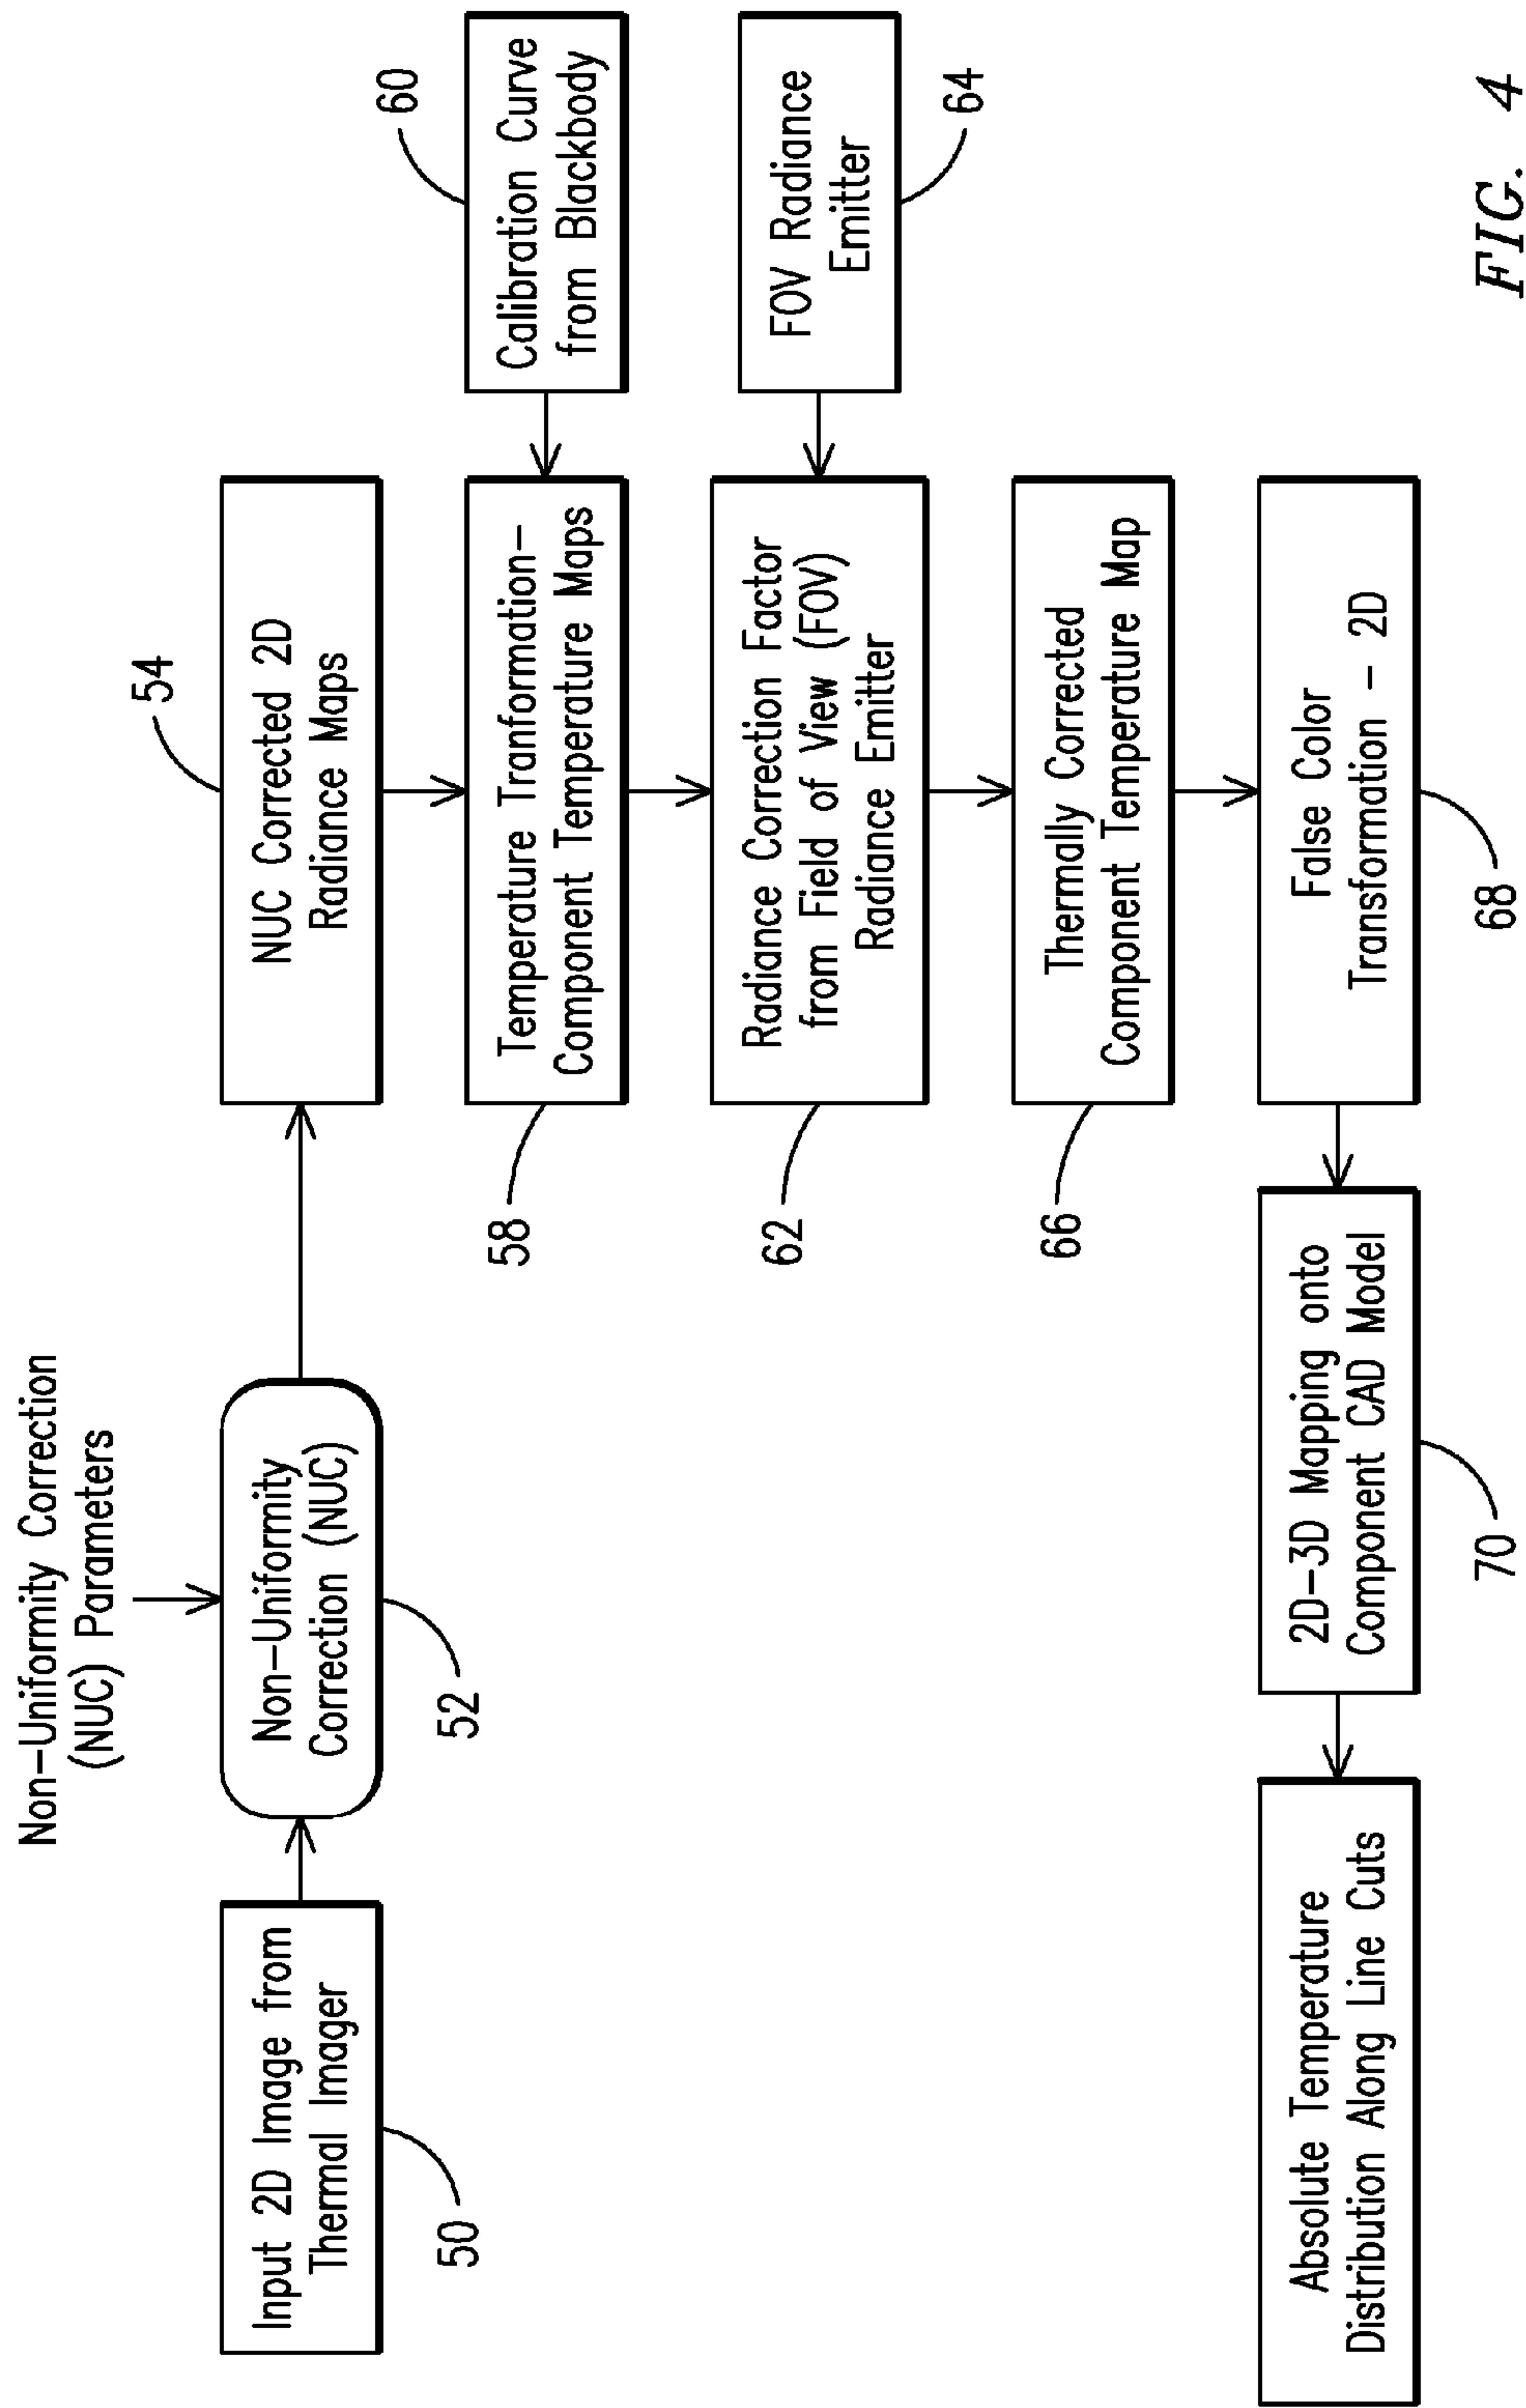 Non-Uniformity Correction
(NUC) Parameters
Input 2D Image from
Thermal Imager
50
Non-Uniformity
Correction (NUC)
52
NUC Corrected 2D
Radiance Maps
54
Temperature Tranformation-
Component Temperature Maps
58
Calibration Curve
from Blackbody
60
Radiance Correction Factor
from Field of View (FOV)
Radiance Emitter
62
FOV Radiance
Emitter
64
Thermally Corrected
Component Temperature Map
66
False Color
Transformation - 2D
68
2D-3D Mapping onto
Component CAD Model
70
Absolute Temperature
Distribution Along Line Cuts
FIG. 4